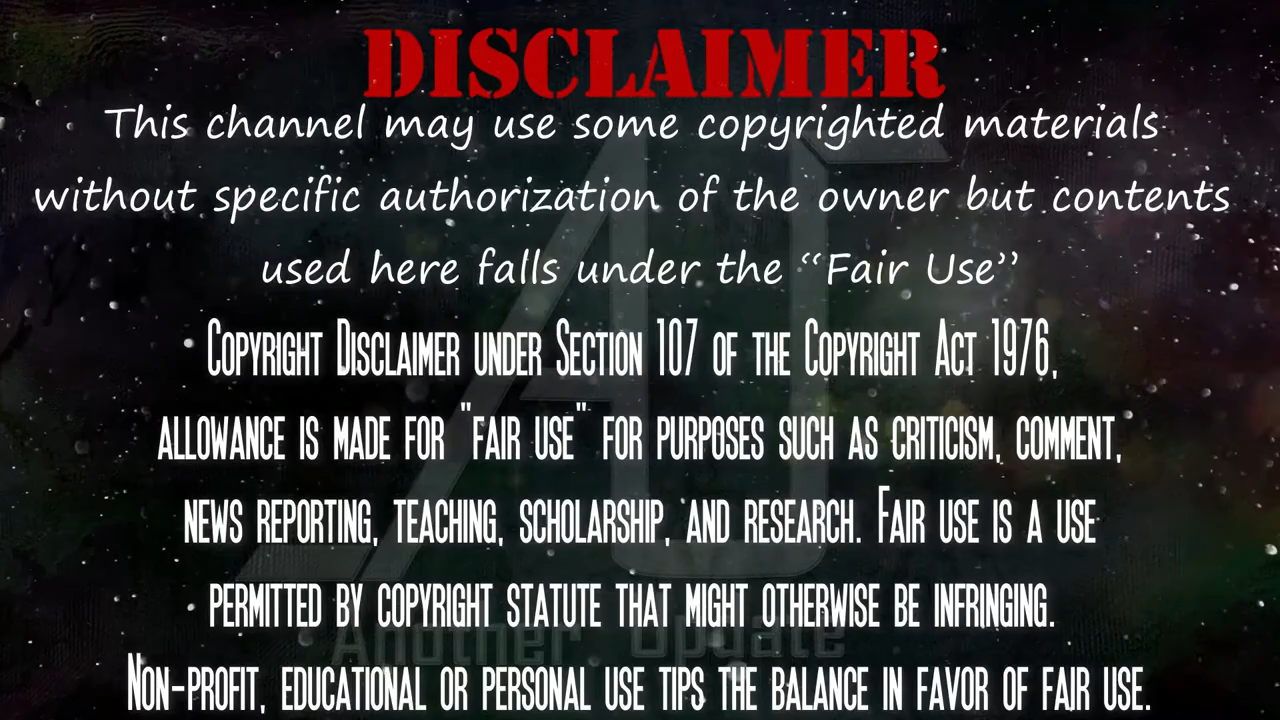 DISCLAIMER
This channel may use some copyrighted materials
without specific authorization of the owner but contents
used here falls under the “Fair Use”
Copyright Disclaimer under Section 107 of the Copyright Act 1976,
allowance is made for "fair use" for purposes such as criticism, comment,
news reporting, teaching, scholarship, and research. Fair use is a use
permitted by copyright statute that might otherwise be infringing.
Another Update
Non-profit, educational or personal use tips the balance in favor of fair use.